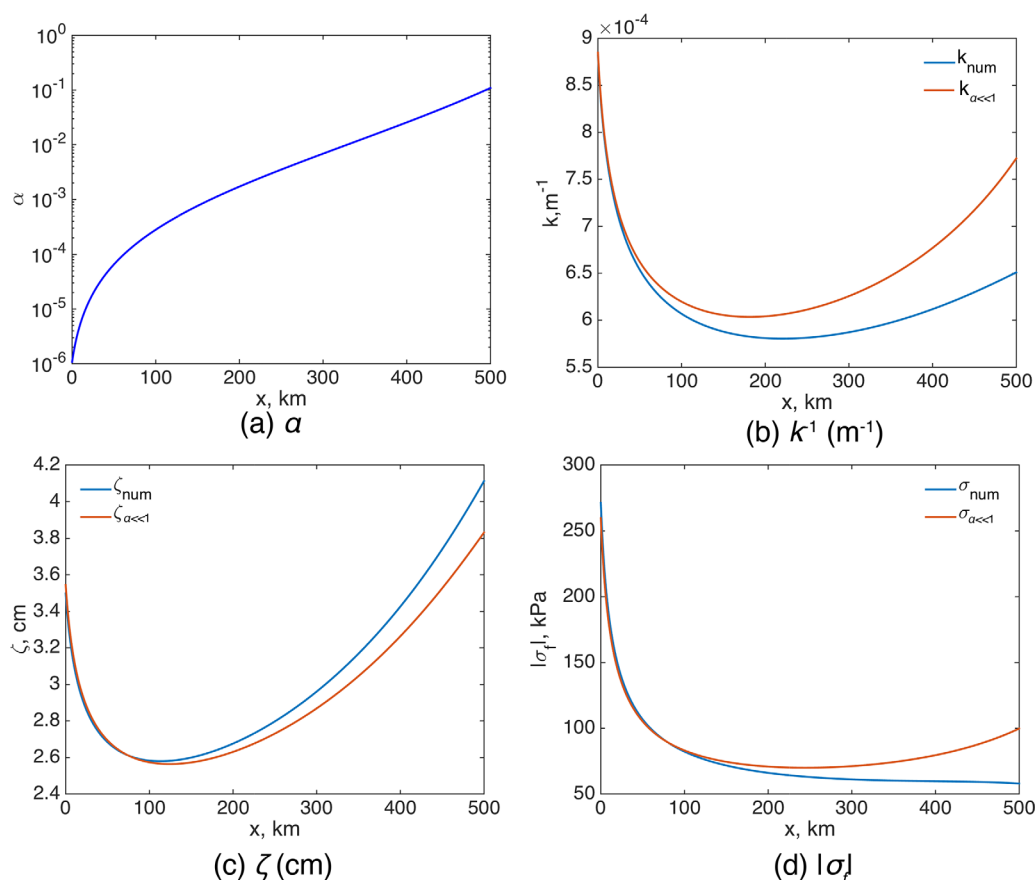 10⁰
10⁻¹
10⁻²
10⁻³
10⁻⁴
10⁻⁵
10⁻⁶
α
0 100 200 300 400 500
x, km
(a) α
×10⁻⁴
9
8.5
8
7.5
7
6.5
6
5.5
k,m⁻¹
k_num
k_α<<1
0 100 200 300 400 500
x, km
(b) k⁻¹ (m⁻¹)
4.2
4
3.8
3.6
3.4
3.2
3
2.8
2.6
2.4
ζ, cm
ζ_num
ζ_α<<1
0 100 200 300 400 500
x, km
(c) ζ (cm)
300
250
200
150
100
50
|σ_f|, kPa
σ_num
σ_α<<1
0 100 200 300 400 500
x, km
(d) |σ_f|